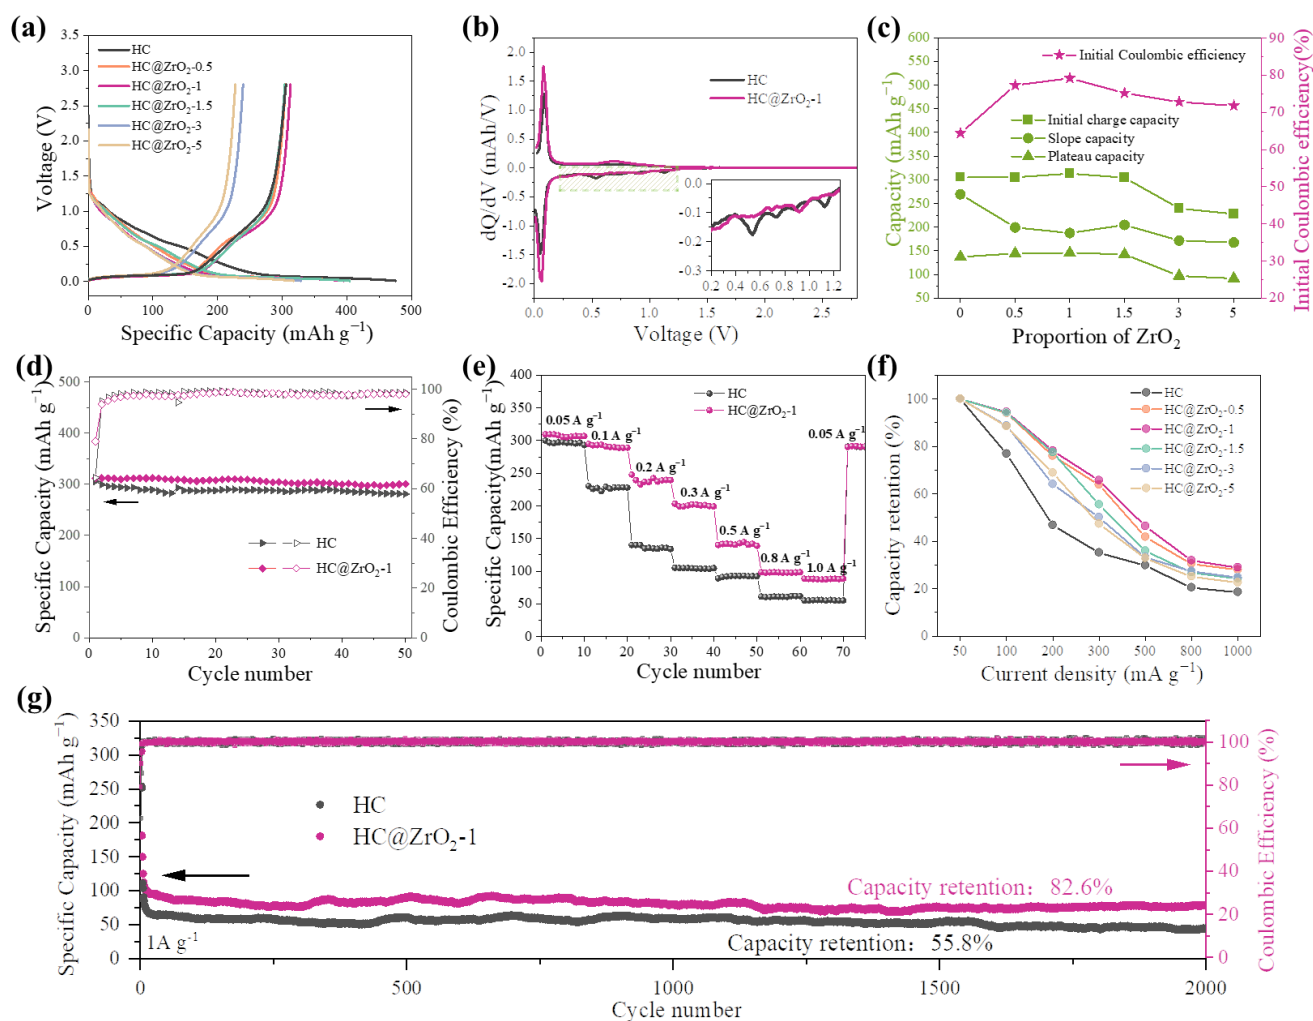 (a)
3.5
3.0
2.5
2.0
1.5
1.0
0.5
0.0
Voltage (V)
HC
HC@ZrO₂-0.5
HC@ZrO₂-1
HC@ZrO₂-1.5
HC@ZrO₂-3
HC@ZrO₂-5
0 100 200 300 400 500
Specific Capacity (mAh g⁻¹)
(b)
2.0
1.5
1.0
0.5
0.0
-0.5
-1.0
-1.5
-2.0
dQ/dV (mAh/V)
HC
HC@ZrO₂-1
0.0
-0.1
-0.2
-0.3
0.2 0.4 0.6 0.8 1.0 1.2
0.0 0.5 1.0 1.5 2.0 2.5
Voltage (V)
(c)
600
550
500
450
400
350
300
250
200
150
100
50
Capacity (mAh g⁻¹)
Initial Coulombic efficiency
Initial charge capacity
Slope capacity
Plateau capacity
90
80
70
60
50
40
30
20
Initial Coulombic efficiency(%)
0 0.5 1 1.5 3 5
Proportion of ZrO₂
(d)
500
400
300
200
100
0
Specific Capacity (mAh g⁻¹)
HC
HC@ZrO₂-1
100
80
60
40
20
0
Coulombic Efficiency (%)
0 10 20 30 40 50
Cycle number
(e)
400
350
300
250
200
150
100
50
0
Specific Capacity(mAh g⁻¹)
HC
HC@ZrO₂-1
0.05 A g⁻¹
0.1 A g⁻¹
0.2 A g⁻¹
0.3 A g⁻¹
0.5 A g⁻¹
0.8 A g⁻¹
1.0 A g⁻¹
0.05 A g⁻¹
0 10 20 30 40 50 60 70
Cycle number
(f)
100
80
60
40
20
0
Capacity retention (%)
HC
HC@ZrO₂-0.5
HC@ZrO₂-1
HC@ZrO₂-1.5
HC@ZrO₂-3
HC@ZrO₂-5
50 100 200 300 500 800 1000
Current density (mA g⁻¹)
(g)
350
300
250
200
150
100
50
0
Specific Capacity (mAh g⁻¹)
HC
HC@ZrO₂-1
Capacity retention：82.6%
Capacity retention：55.8%
1A g⁻¹
100
80
60
40
20
0
Coulombic Efficiency (%)
0 500 1000 1500 2000
Cycle number